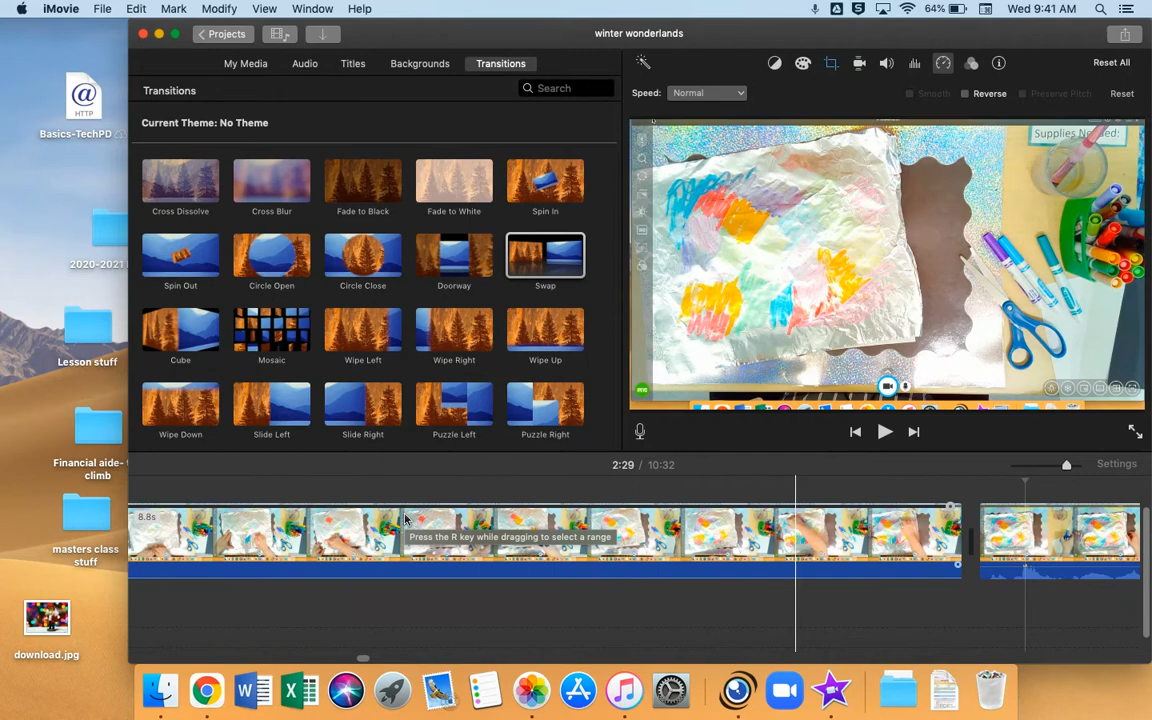 iMovie File Edit Mark Modify View Window Help 64% Wed 9:41 AM
Projects
winter wonderlands
My Media Audio Titles Backgrounds Transitions
Reset All
Transitions
Search
Speed: Normal Smooth Reverse Preserve Pitch Reset
Current Theme: No Theme
Supplies Needed:
Cross Dissolve Cross Blur Fade to Black Fade to White Spin In
Spin Out Circle Open Circle Close Doorway Swap
Cube Mosaic Wipe Left Wipe Right Wipe Up
Wipe Down Slide Left Slide Right Puzzle Left Puzzle Right
2:29 / 10:32
Settings
8.8s
Press the R key while dragging to select a range
HTTP
Basics-TechPD
2020-2021
Lesson stuff
Financial aide-
climb
masters class
stuff
download.jpg